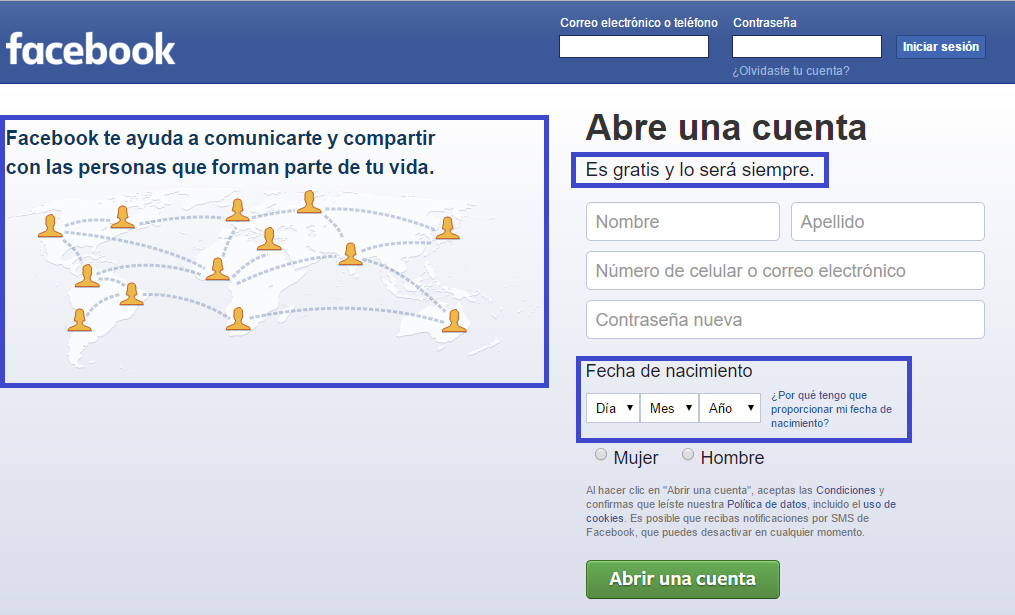 facebook
Correo electrónico o teléfono
Contraseña
Iniciar sesión
¿Olvidaste tu cuenta?
Facebook te ayuda a comunicarte y compartir
con las personas que forman parte de tu vida.
Abre una cuenta
Es gratis y lo será siempre.
Nombre
Apellido
Número de celular o correo electrónico
Contraseña nueva
Fecha de nacimiento
Día
Mes
Año
¿Por qué tengo que
proporcionar mi fecha de
nacimiento?
Mujer
Hombre
Al hacer clic en "Abrir una cuenta", aceptas las Condiciones y
confirmas que leíste nuestra Política de datos, incluido el uso de
cookies. Es posible que recibas notificaciones por SMS de
Facebook, que puedes desactivar en cualquier momento.
Abrir una cuenta